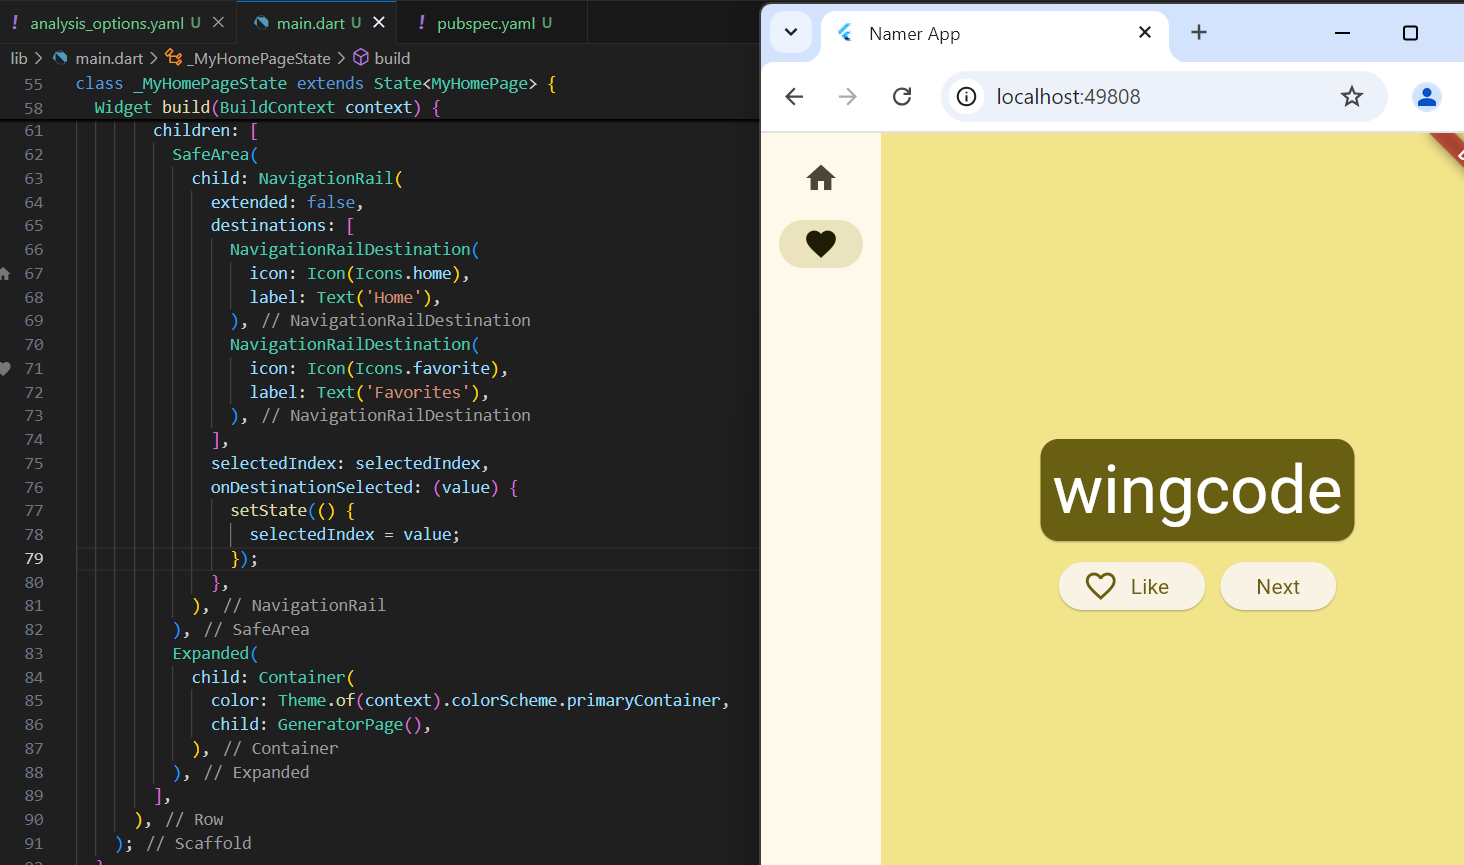 ! analysis_options.yaml U
main.dart U
! pubspec.yaml U
lib > main.dart > _MyHomePageState > build
55 class _MyHomePageState extends State<MyHomePage> {
58 Widget build(BuildContext context) {
61 children: [
62 SafeArea(
63 child: NavigationRail(
64 extended: false,
65 destinations: [
66 NavigationRailDestination(
67 icon: Icon(Icons.home),
68 label: Text('Home'),
69 ), // NavigationRailDestination
70 NavigationRailDestination(
71 icon: Icon(Icons.favorite),
72 label: Text('Favorites'),
73 ), // NavigationRailDestination
74 ],
75 selectedIndex: selectedIndex,
76 onDestinationSelected: (value) {
77 setState(() {
78 selectedIndex = value;
79 });
80 },
81 ), // NavigationRail
82 ), // SafeArea
83 Expanded(
84 child: Container(
85 color: Theme.of(context).colorScheme.primaryContainer,
86 child: GeneratorPage(),
87 ), // Container
88 ), // Expanded
89 ],
90 ), // Row
91 ); // Scaffold
Namer App
localhost:49808
wingcode
Like
Next